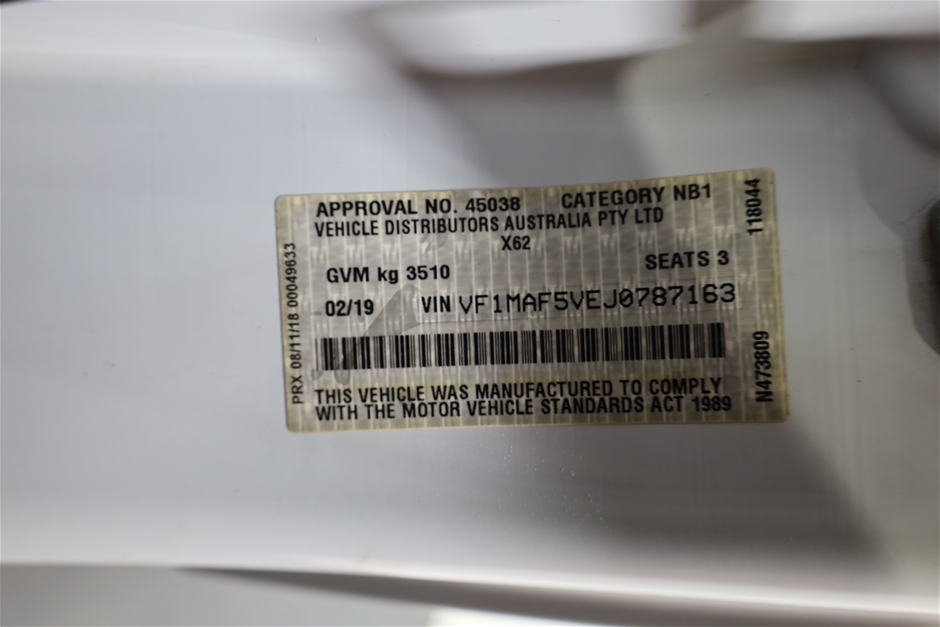 APPROVAL NO. 45038 CATEGORY NB1
VEHICLE DISTRIBUTORS AUSTRALIA PTY LTD
X62
GVM kg 3510 SEATS 3
02/19 VIN VF1MAF5VEJ0787163
THIS VEHICLE WAS MANUFACTURED TO COMPLY
WITH THE MOTOR VEHICLE STANDARDS ACT 1989
PRX 08/11/18 00049633
118044
N473809